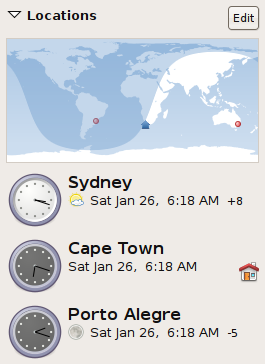 Locations
Edit
Sydney
Sat Jan 26, 6:18 AM +8
Cape Town
Sat Jan 26, 6:18 AM
Porto Alegre
Sat Jan 26, 6:18 AM -5